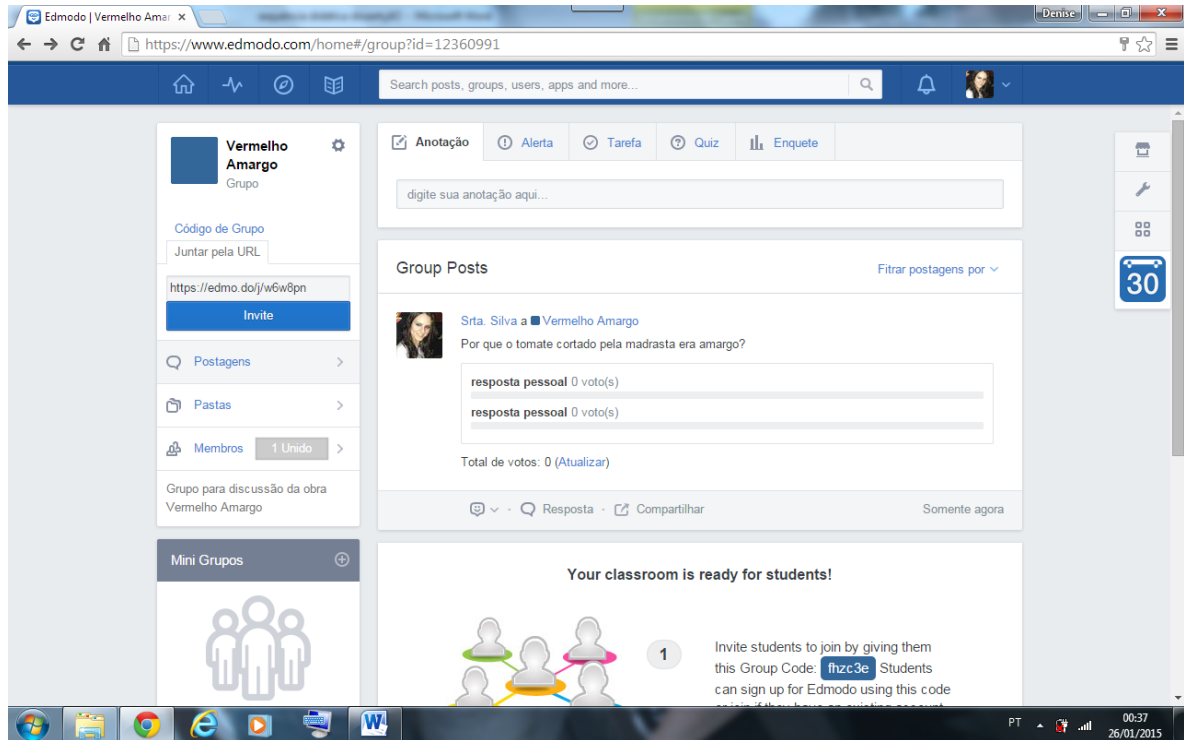 Edmodo | Vermelho Amar
Denise
https://www.edmodo.com/home#/group?id=12360991
Search posts, groups, users, apps and more...
Vermelho
Amargo
Grupo
Código de Grupo
Juntar pela URL
https://edmo.do/j/w6w8pn
Invite
Postagens
Pastas
Membros 1 Unido
Grupo para discussão da obra
Vermelho Amargo
Mini Grupos
Anotação Alerta Tarefa Quiz Enquete
digite sua anotação aqui...
Group Posts Fitrar postagens por
Srta. Silva a Vermelho Amargo
Por que o tomate cortado pela madrasta era amargo?
resposta pessoal 0 voto(s)
resposta pessoal 0 voto(s)
Total de votos: 0 (Atualizar)
Resposta · Compartilhar Somente agora
Your classroom is ready for students!
1
Invite students to join by giving them
this Group Code: fhzc3e Students
can sign up for Edmodo using this code
30
PT 00:37
26/01/2015